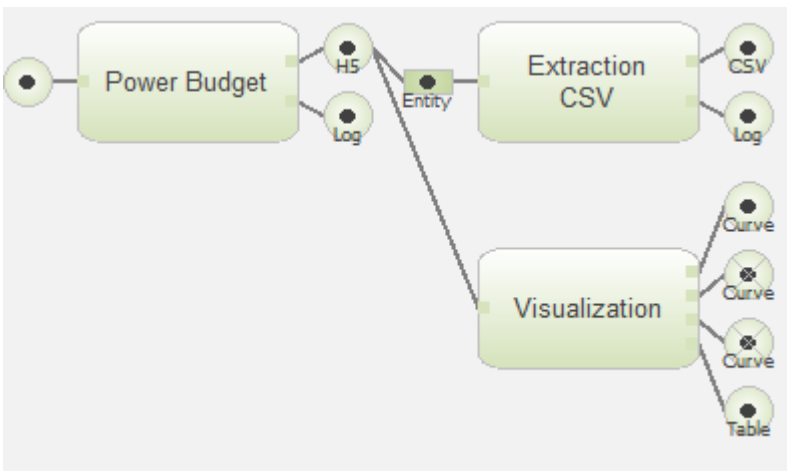 Power Budget
H5
Log
Entity
Extraction
CSV
CSV
Log
Visualization
Curve
Curve
Curve
Table